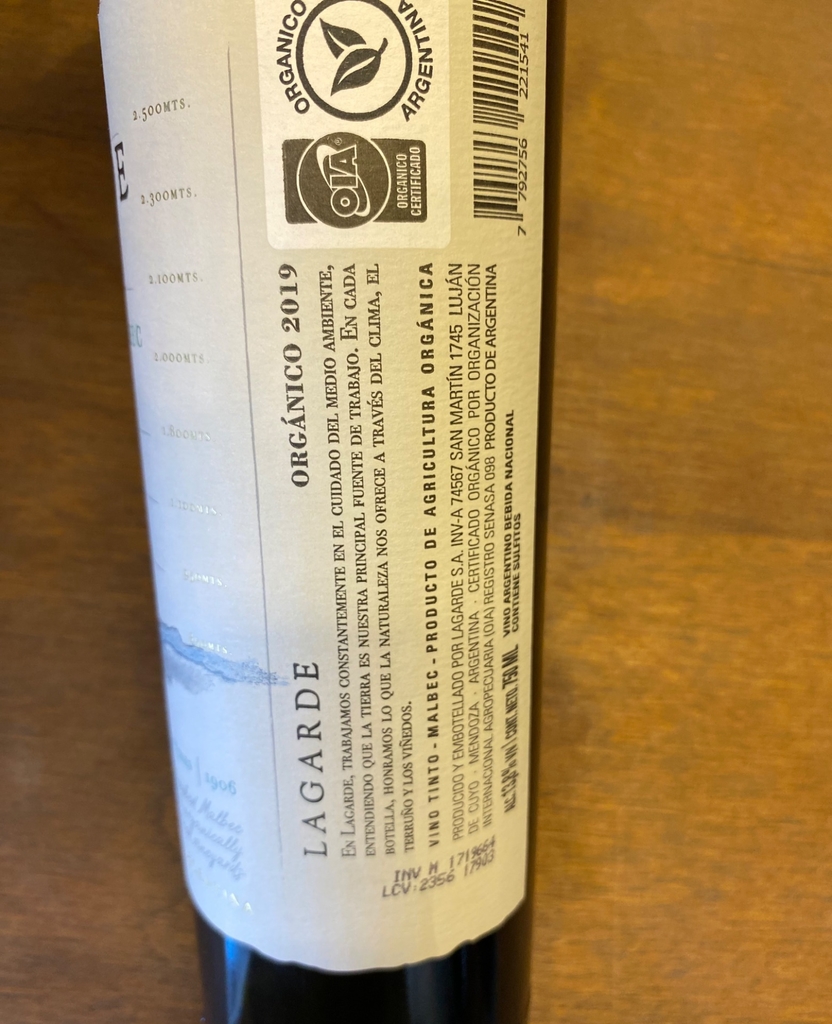 ORGANICO ARGENTINA
OIA
ORGANICO
CERTIFICADO
7 792756 221541
LAGARDE ORGÁNICO 2019
EN LAGARDE, TRABAJAMOS CONSTANTEMENTE EN EL CUIDADO DEL MEDIO AMBIENTE,
ENTENDIENDO QUE LA TIERRA ES NUESTRA PRINCIPAL FUENTE DE TRABAJO. EN CADA
BOTELLA, HONRAMOS LO QUE LA NATURALEZA NOS OFRECE A TRAVÉS DEL CLIMA, EL
TERRUÑO Y LOS VIÑEDOS.
VINO TINTO - MALBEC - PRODUCTO DE AGRICULTURA ORGÁNICA
PRODUCIDO Y EMBOTELLADO POR LAGARDE S.A. INV-A 74567 SAN MARTÍN 1745 LUJÁN
DE CUYO · MENDOZA · ARGENTINA · CERTIFICADO ORGÁNICO POR ORGANIZACIÓN
INTERNACIONAL AGROPECUARIA (OIA) REGISTRO SENASA 098 PRODUCTO DE ARGENTINA
CONT. NETO. 750 ML. VINO ARGENTINO BEBIDA NACIONAL
CONTIENE SULFITOS
INV N
LCV: 2356
2.500MTS.
E
2.300MTS.
2.100MTS.
EC
2.000MTS.
1.800MTS
1906
Malbec
organically